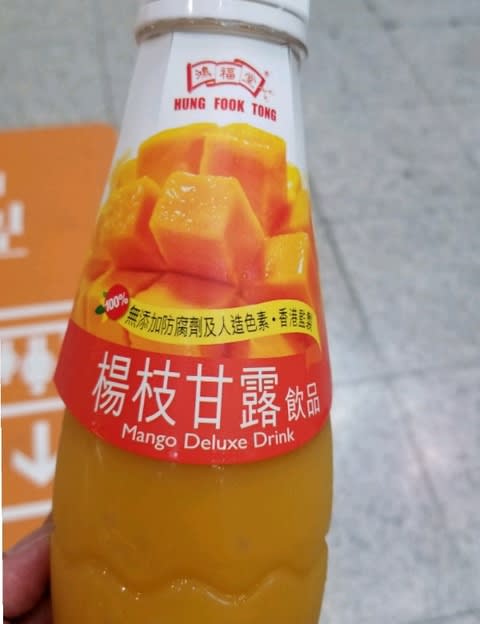 鴻福堂
HUNG FOOK TONG
100%
無添加防腐劑及人造色素•香港監製
楊枝甘露飲品
Mango Deluxe Drink